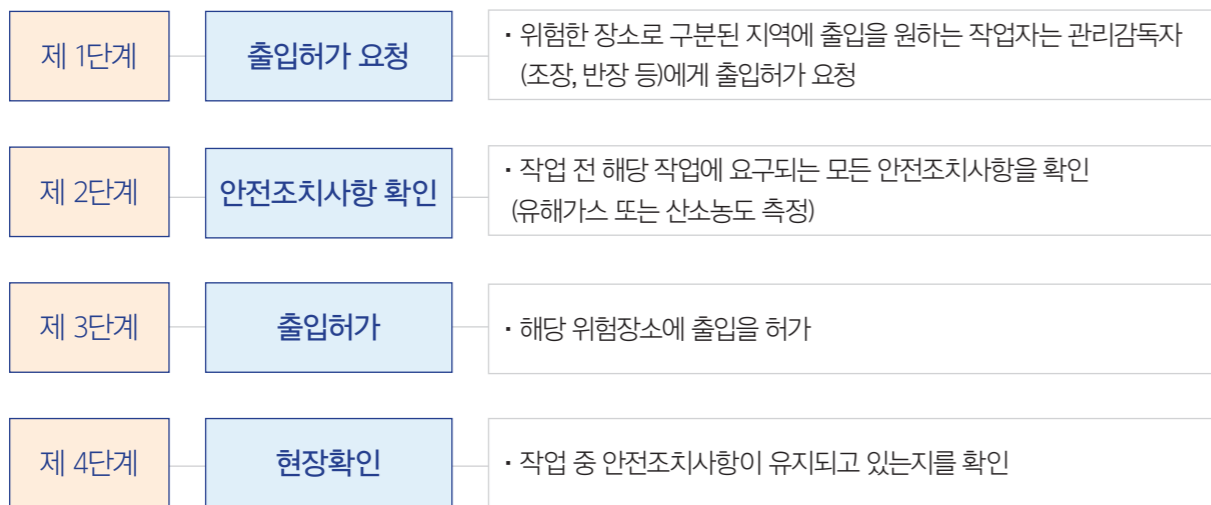 제 1단계
출입허가 요청
· 위험한 장소로 구분된 지역에 출입을 원하는 작업자는 관리감독자
(조장, 반장 등)에게 출입허가 요청
제 2단계
안전조치사항 확인
· 작업 전 해당 작업에 요구되는 모든 안전조치사항을 확인
(유해가스 또는 산소농도 측정)
제 3단계
출입허가
· 해당 위험장소에 출입을 허가
제 4단계
현장확인
· 작업 중 안전조치사항이 유지되고 있는지를 확인